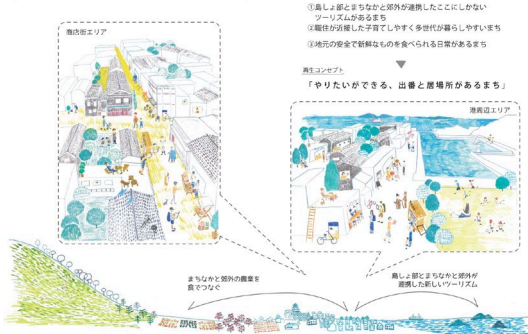 ①島しょ部とまちなかと郊外が連携したここにしかない
ツーリズムがあるまち
②職住が近接した子育てしやすく多世代が暮らしやすいまち
③地元の安全で新鮮なものを食べられる日常があるまち
再生コンセプト
「やりたいができる、出番と居場所があるまち」
商店街エリア
港周辺エリア
まちなかと郊外の農業を
食でつなぐ
島しょ部とまちなかと郊外が
連携した新しいツーリズム